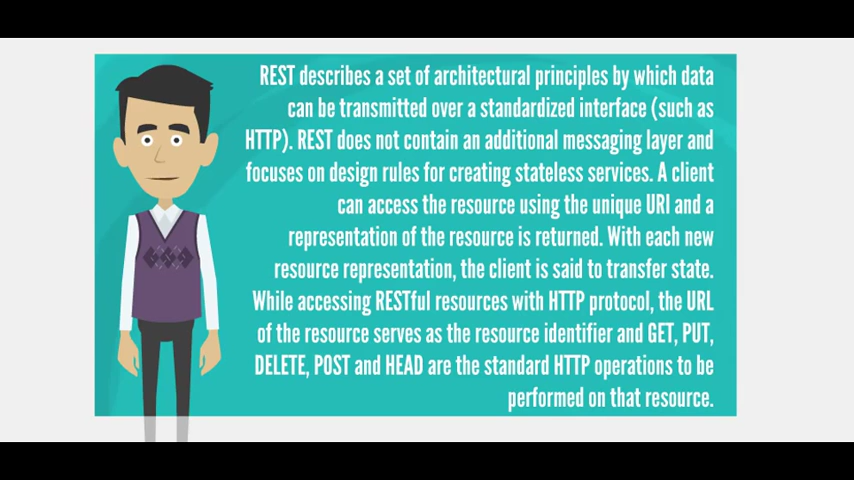 REST describes a set of architectural principles by which data
can be transmitted over a standardized interface (such as
HTTP). REST does not contain an additional messaging layer and
focuses on design rules for creating stateless services. A client
can access the resource using the unique URI and a
representation of the resource is returned. With each new
resource representation, the client is said to transfer state.
While accessing RESTful resources with HTTP protocol, the URL
of the resource serves as the resource identifier and GET, PUT,
DELETE, POST and HEAD are the standard HTTP operations to be
performed on that resource.